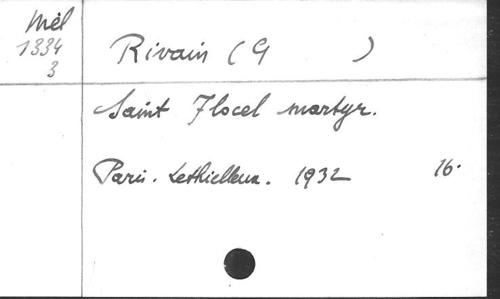 Mél
1334
3
Rivain (G )
Saint Flocel martyr.
Paris. Lethielleux. 1932 16.